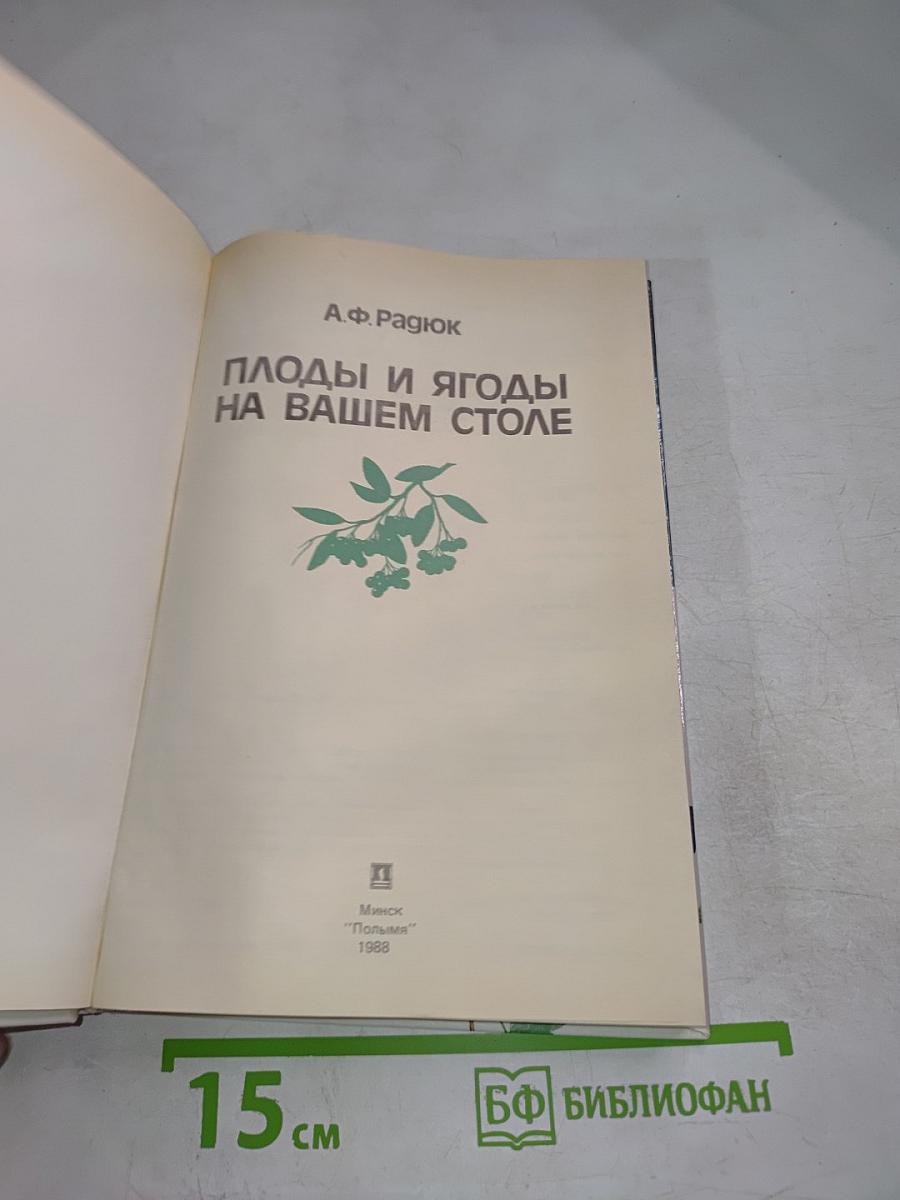 А.Ф.Радюк
ПЛОДЫ И ЯГОДЫ
НА ВАШЕМ СТОЛЕ
П
Минск
"Полымя"
1988
15 см
БФ БИБЛИОФАН